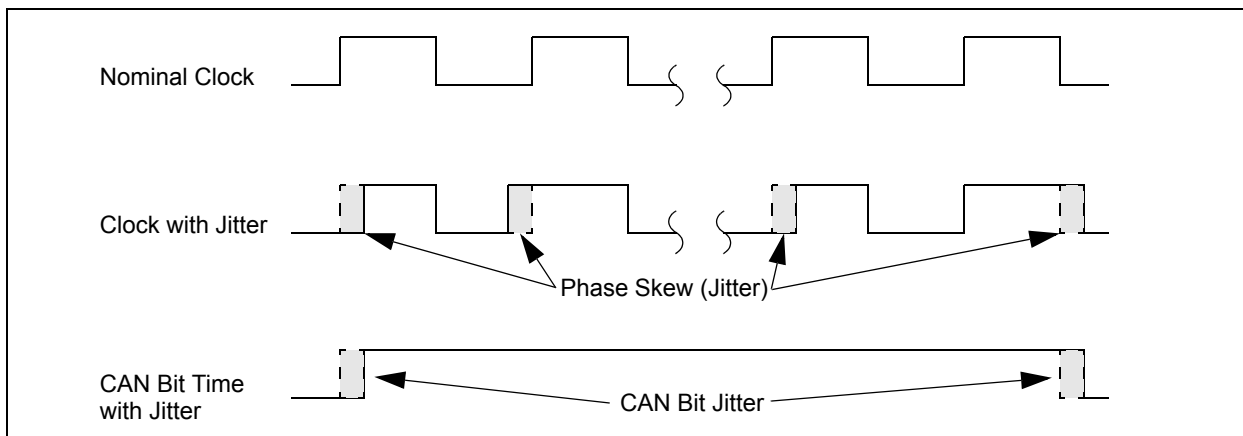 Nominal Clock
Clock with Jitter
Phase Skew (Jitter)
CAN Bit Time
with Jitter
CAN Bit Jitter